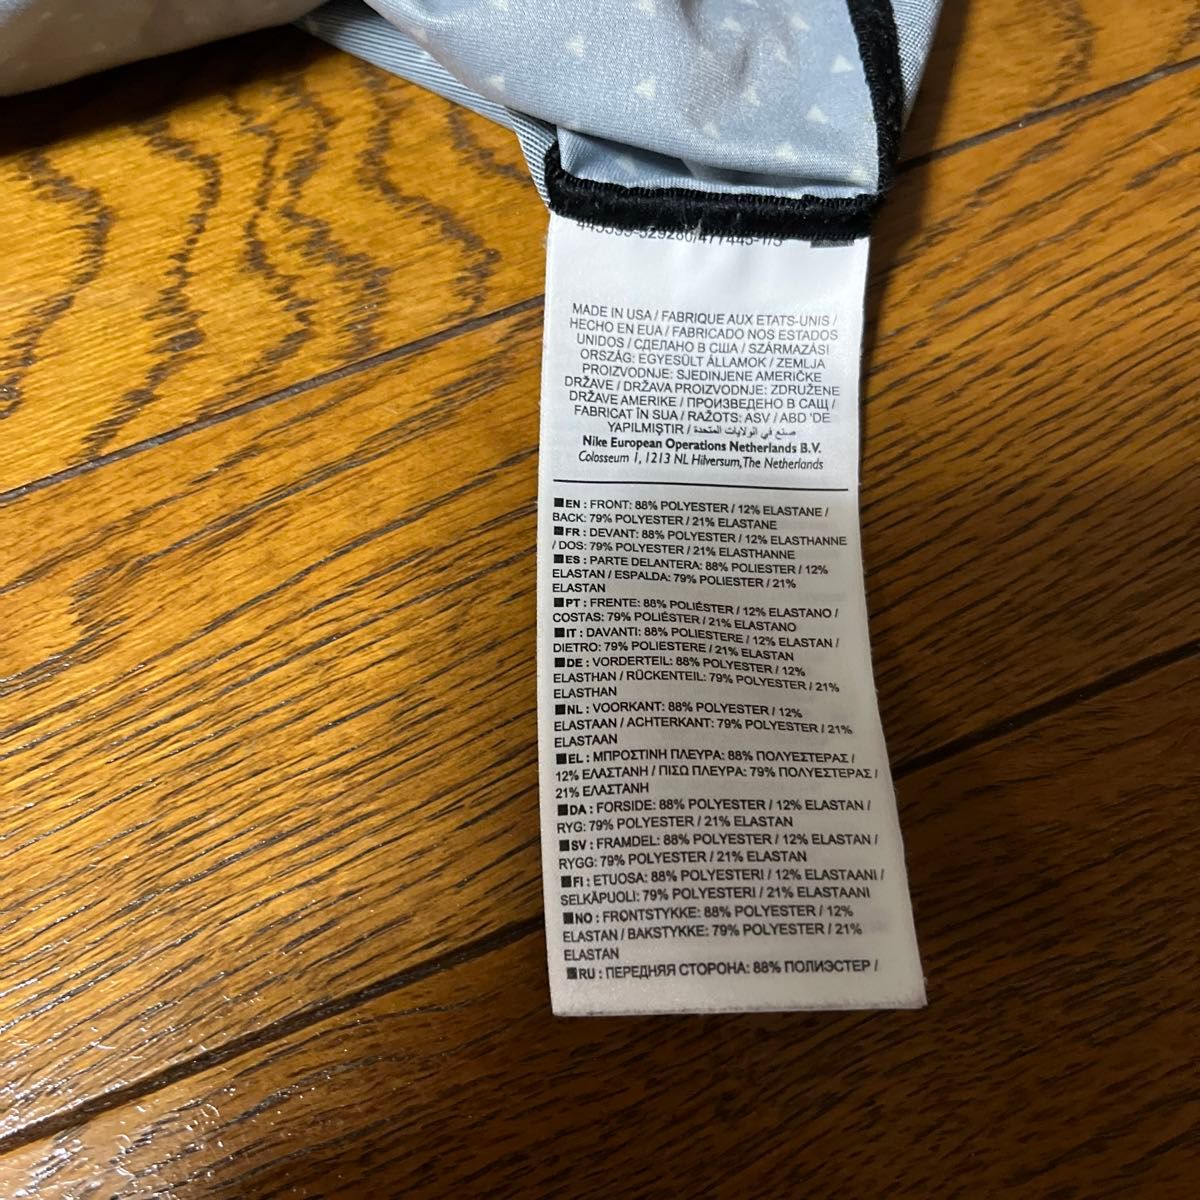 445595-529280/477445-1/S
MADE IN USA / FABRIQUE AUX ETATS-UNIS /
HECHO EN EUA / FABRICADO NOS ESTADOS
UNIDOS / СДЕЛАНО В США / SZÁRMAZÁSI
ORSZÁG: EGYESÜLT ÁLLAMOK / ZEMLJA
PROIZVODNJE: SJEDINJENE AMERIČKE
DRŽAVE / DRŽAVA PROIZVODNJE: ZDRUŽENE
DRŽAVE AMERIKE / ПРОИЗВЕДЕНО В САЩ /
FABRICAT ÎN SUA / RAŽOTS: ASV / ABD 'DE
YAPILMIŞTIR / صنع في الولايات المتحدة
Nike European Operations Netherlands B.V.
Colosseum 1, 1213 NL Hilversum, The Netherlands
■EN : FRONT: 88% POLYESTER / 12% ELASTANE /
BACK: 79% POLYESTER / 21% ELASTANE
■FR : DEVANT: 88% POLYESTER / 12% ELASTHANNE
/ DOS: 79% POLYESTER / 21% ELASTHANNE
■ES : PARTE DELANTERA: 88% POLIESTER / 12%
ELASTAN / ESPALDA: 79% POLIESTER / 21%
ELASTAN
■PT : FRENTE: 88% POLIÉSTER / 12% ELASTANO /
COSTAS: 79% POLIÉSTER / 21% ELASTANO
■IT : DAVANTI: 88% POLIESTERE / 12% ELASTAN /
DIETRO: 79% POLIESTERE / 21% ELASTAN
■DE : VORDERTEIL: 88% POLYESTER / 12%
ELASTHAN / RÜCKENTEIL: 79% POLYESTER / 21%
ELASTHAN
■NL : VOORKANT: 88% POLYESTER / 12%
ELASTAAN / ACHTERKANT: 79% POLYESTER / 21%
ELASTAAN
■EL : ΜΠΡΟΣΤΙΝΗ ΠΛΕΥΡΑ: 88% ΠΟΛΥΕΣΤΕΡΑΣ /
12% ΕΛΑΣΤΑΝΗ / ΠΙΣΩ ΠΛΕΥΡΑ: 79% ΠΟΛΥΕΣΤΕΡΑΣ /
21% ΕΛΑΣΤΑΝΗ
■DA : FORSIDE: 88% POLYESTER / 12% ELASTAN /
RYG: 79% POLYESTER / 21% ELASTAN
■SV : FRAMDEL: 88% POLYESTER / 12% ELASTAN /
RYGG: 79% POLYESTER / 21% ELASTAN
■FI : ETUOSA: 88% POLYESTERI / 12% ELASTAANI /
SELKÄPUOLI: 79% POLYESTERI / 21% ELASTAANI
■NO : FRONTSTYKKE: 88% POLYESTER / 12%
ELASTAN / BAKSTYKKE: 79% POLYESTER / 21%
ELASTAN
■RU : ПЕРЕДНЯЯ СТОРОНА: 88% ПОЛИЭСТЕР /